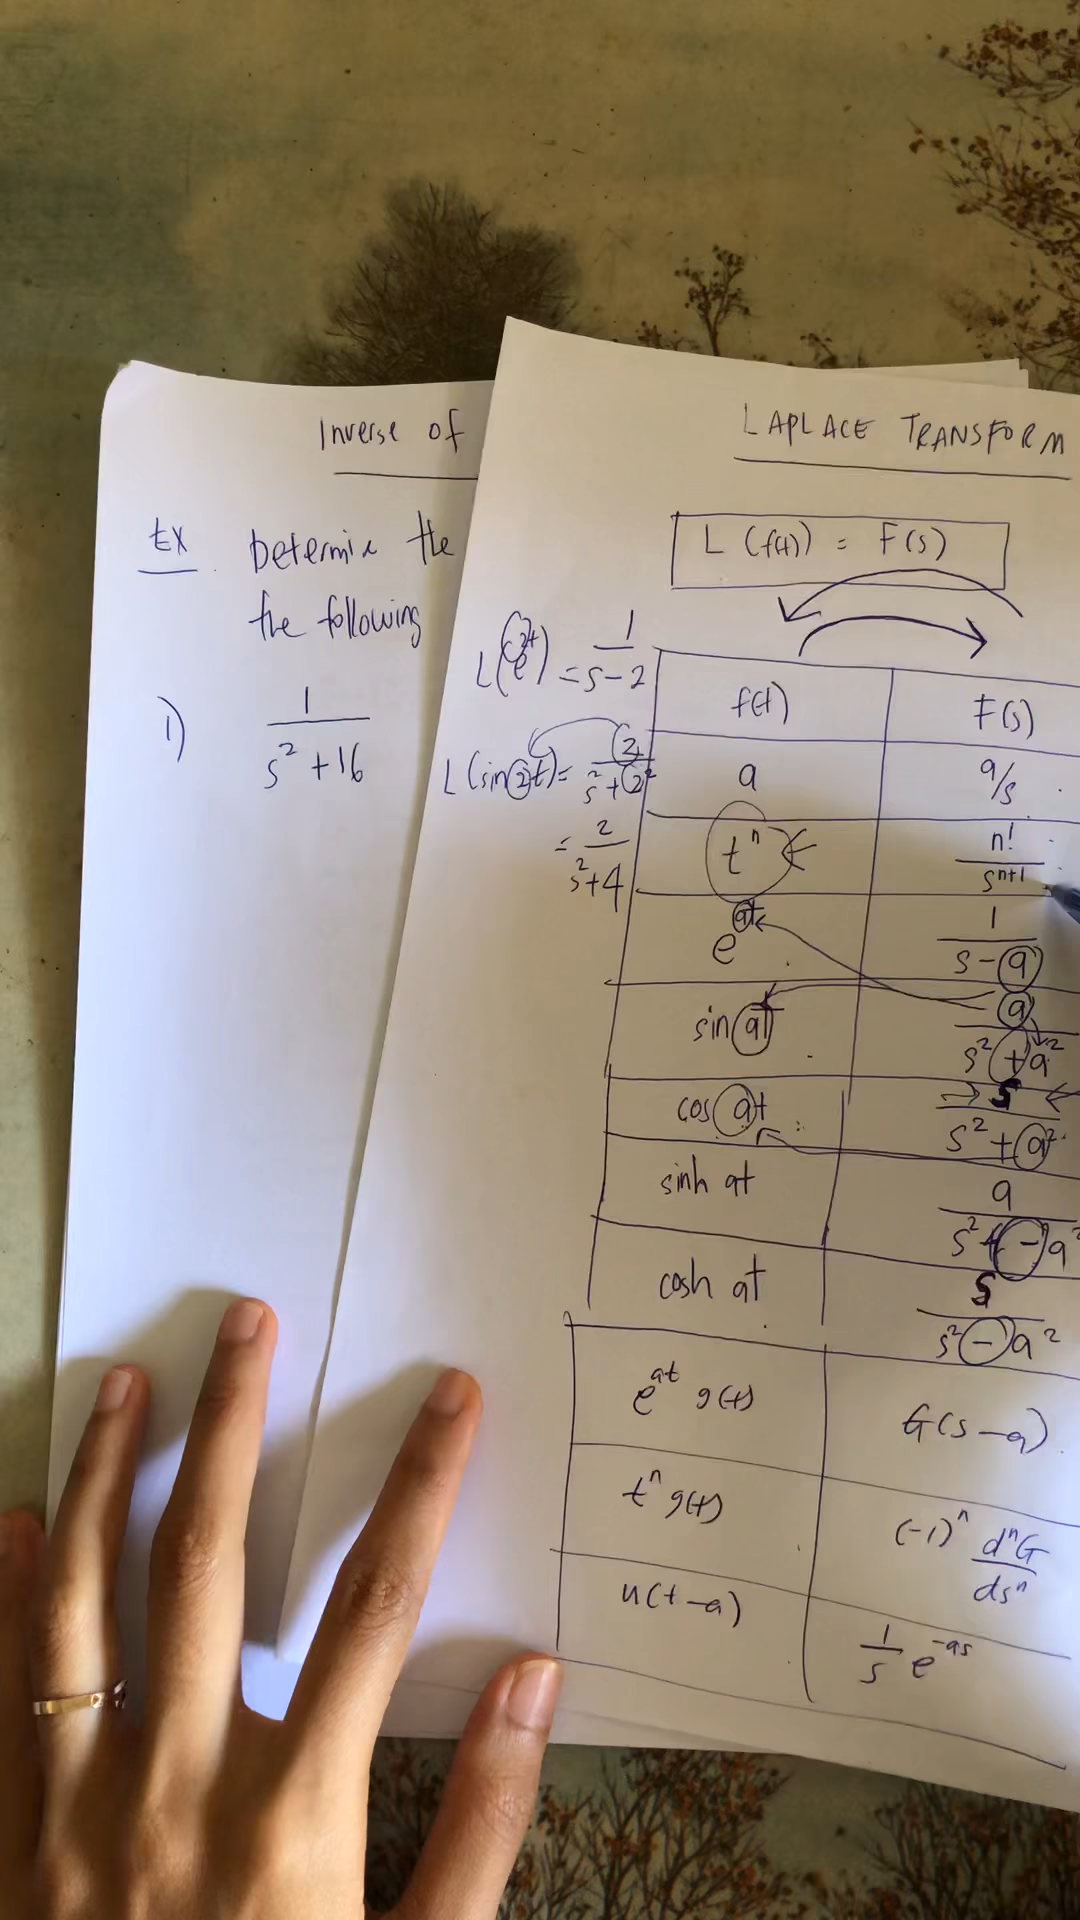 Inverse of
Ex Determine the
the following
1) 1 / s² + 16
LAPLACE TRANSFORM
L (f(t)) = F(s)
L(e^2t) = 1 / s-2
L(sin 2t) = 2 / s² + 2²
= 2 / s² + 4
f(t) F(s)
a a/s
t^n n! / s^n+1
e^at 1 / s - a
sin at a / s² + a²
cos at s / s² + a²
sinh at a / s² - a²
cosh at s / s² - a²
e^at g(t) G(s-a)
t^n g(t) (-1)^n d^nG / ds^n
u(t-a) 1/s e^-as